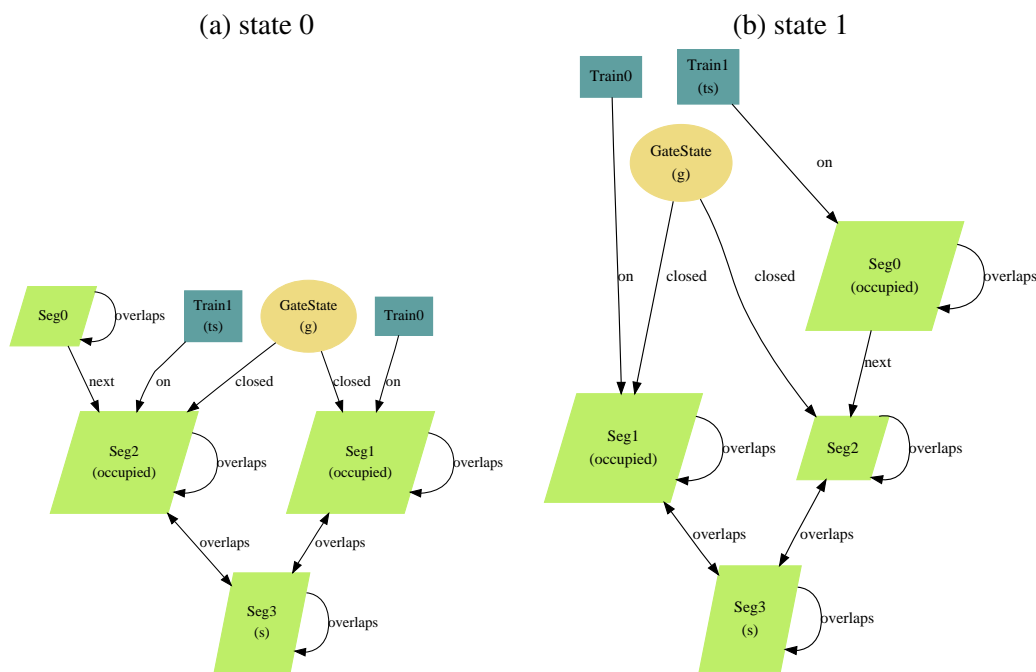 (a) state 0
Seg0
overlaps
Train1
(ts)
GateState
(g)
Train0
next
on
closed
closed
on
Seg2
(occupied)
overlaps
Seg1
(occupied)
overlaps
overlaps
overlaps
Seg3
(s)
overlaps
(b) state 1
Train0
Train1
(ts)
GateState
(g)
on
Seg0
(occupied)
overlaps
on
closed
closed
next
Seg1
(occupied)
overlaps
Seg2
overlaps
overlaps
overlaps
Seg3
(s)
overlaps